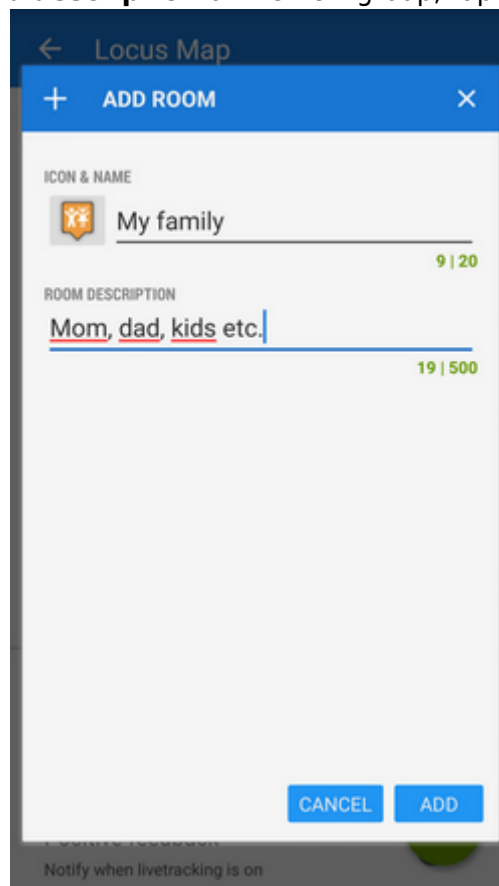 Locus Map
ADD ROOM
ICON & NAME
My family
9 | 20
ROOM DESCRIPTION
Mom, dad, kids etc.
19 | 500
CANCEL ADD
Notify when livetracking is on